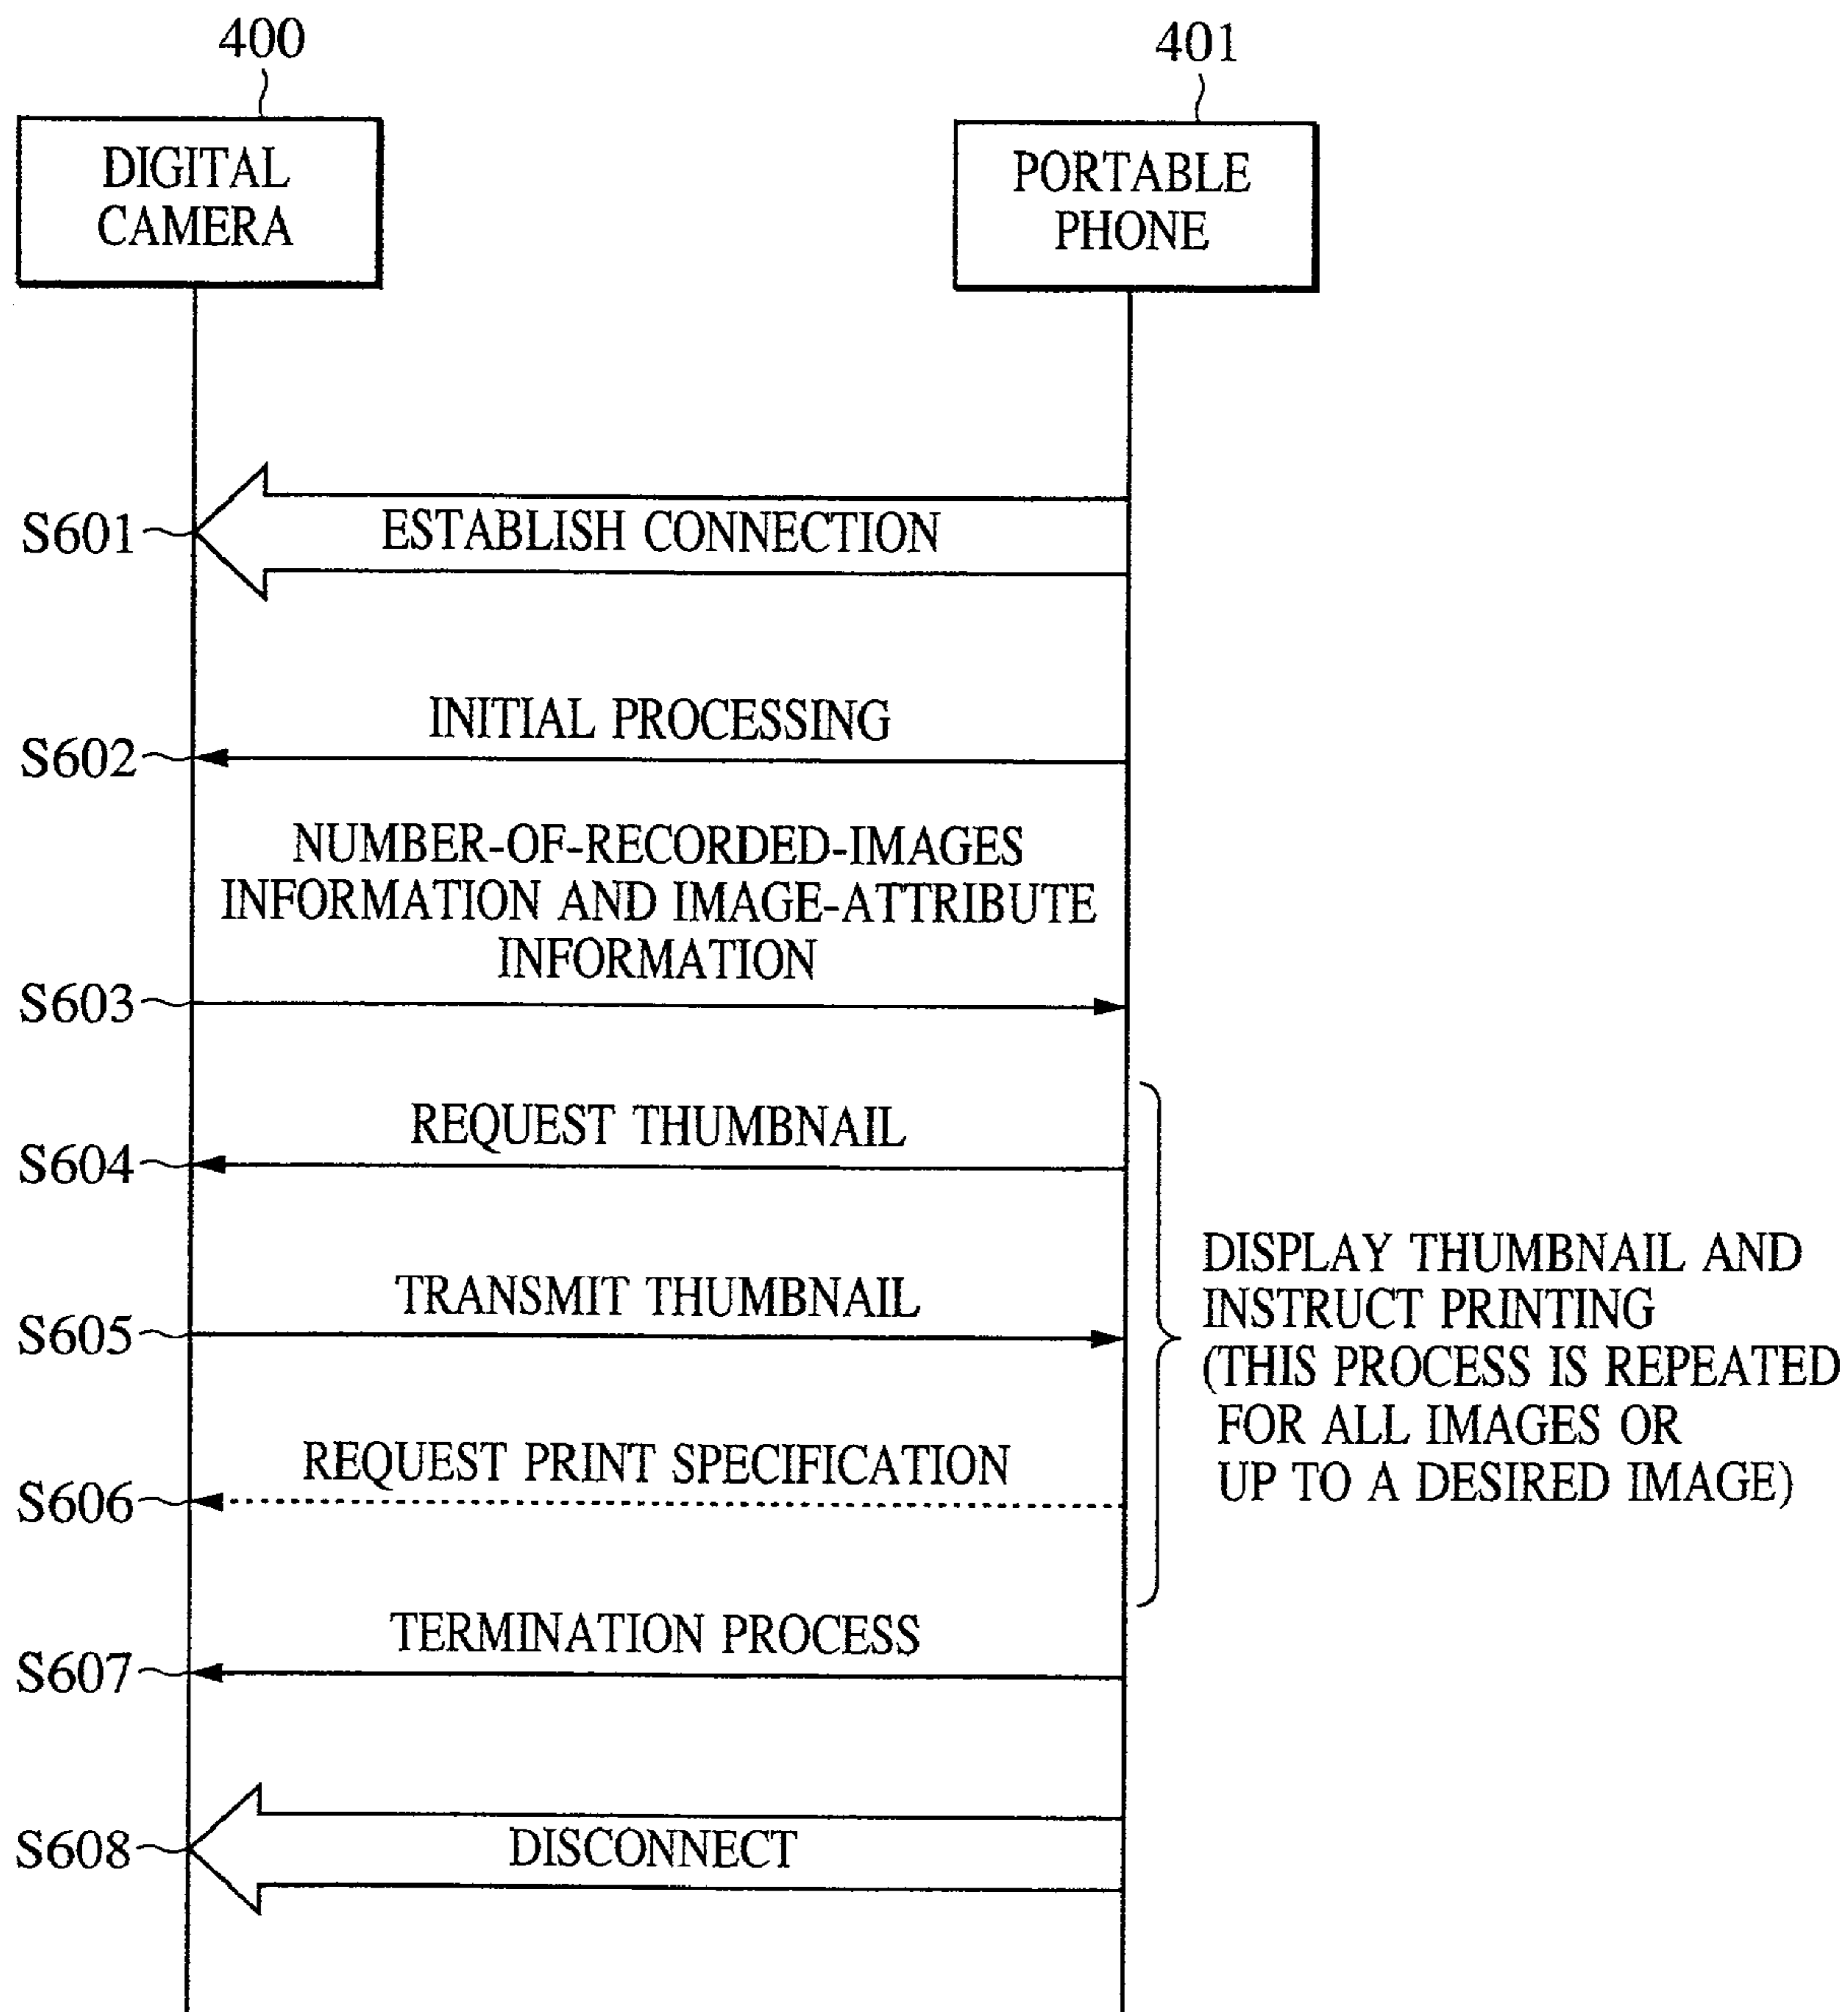 400
401
DIGITAL
CAMERA
PORTABLE
PHONE
S601
ESTABLISH CONNECTION
INITIAL PROCESSING
S602
NUMBER-OF-RECORDED-IMAGES
INFORMATION AND IMAGE-ATTRIBUTE
INFORMATION
S603
REQUEST THUMBNAIL
S604
TRANSMIT THUMBNAIL
S605
REQUEST PRINT SPECIFICATION
S606
DISPLAY THUMBNAIL AND
INSTRUCT PRINTING
(THIS PROCESS IS REPEATED
FOR ALL IMAGES OR
UP TO A DESIRED IMAGE)
TERMINATION PROCESS
S607
S608
DISCONNECT